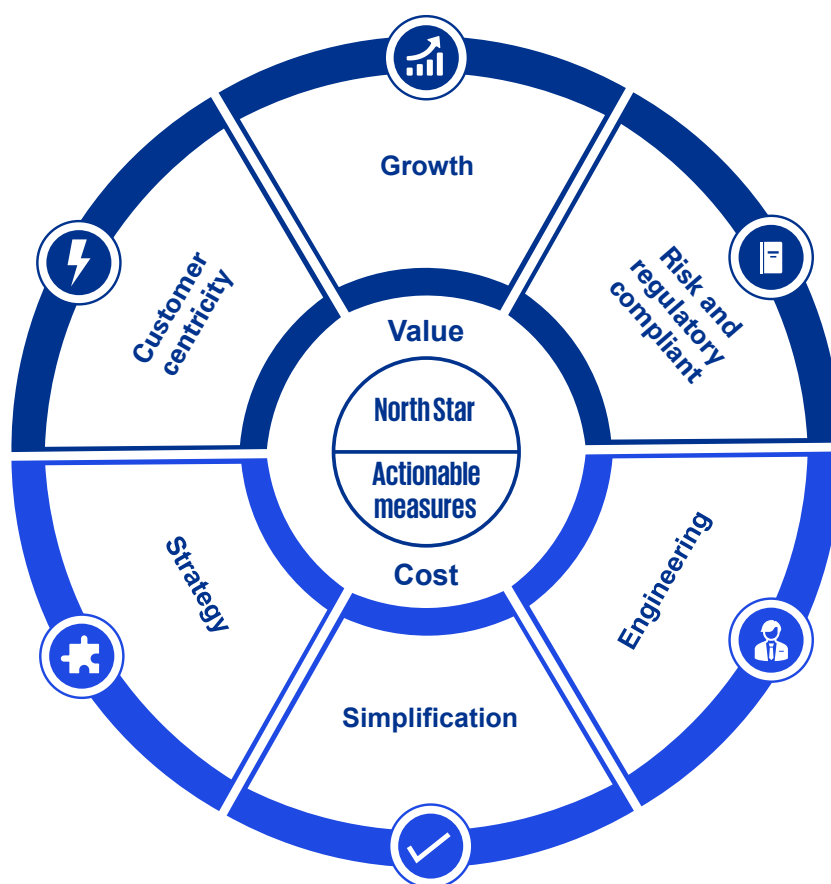 Growth
Customer
centricity
Risk and
regulatory
compliant
Value
North Star
Actionable
measures
Cost
Strategy
Engineering
Simplification